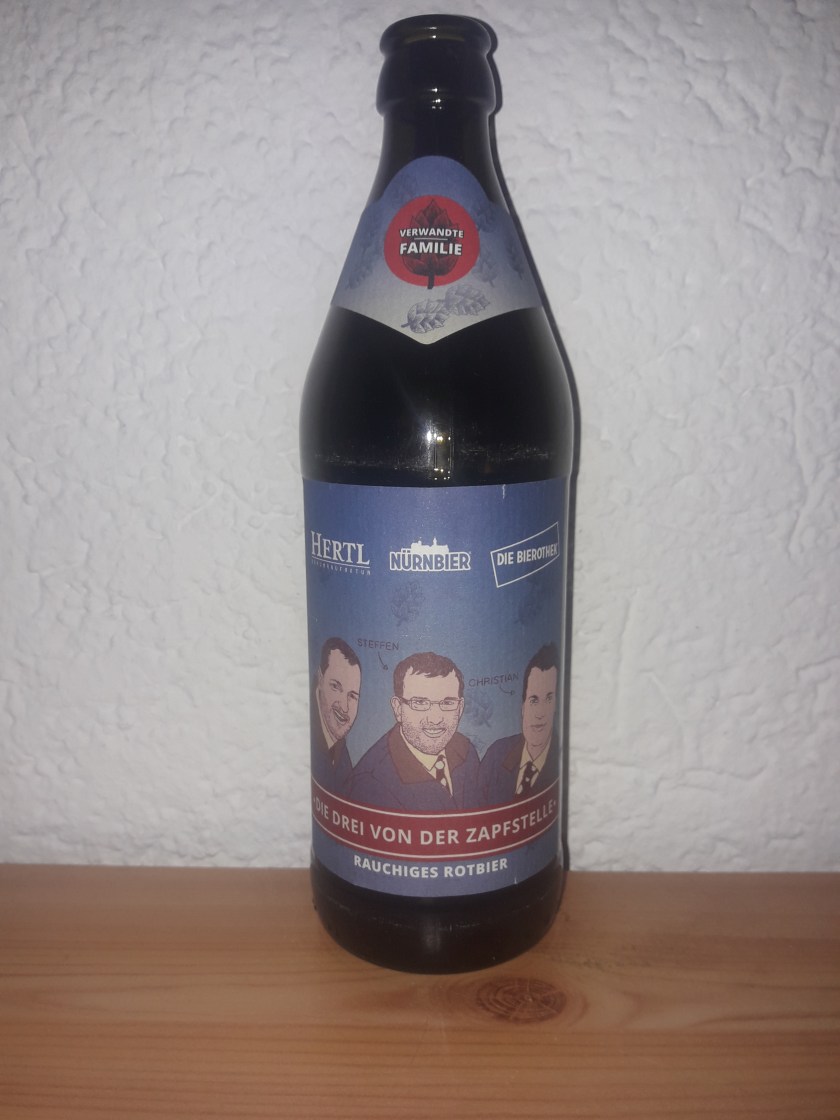 VERWANDTE
FAMILIE
HERTL
NÜRNBIER
DIE BIEROTHEK
STEFFEN
CHRISTIAN
»DIE DREI VON DER ZAPFSTELLE«
RAUCHIGES ROTBIER